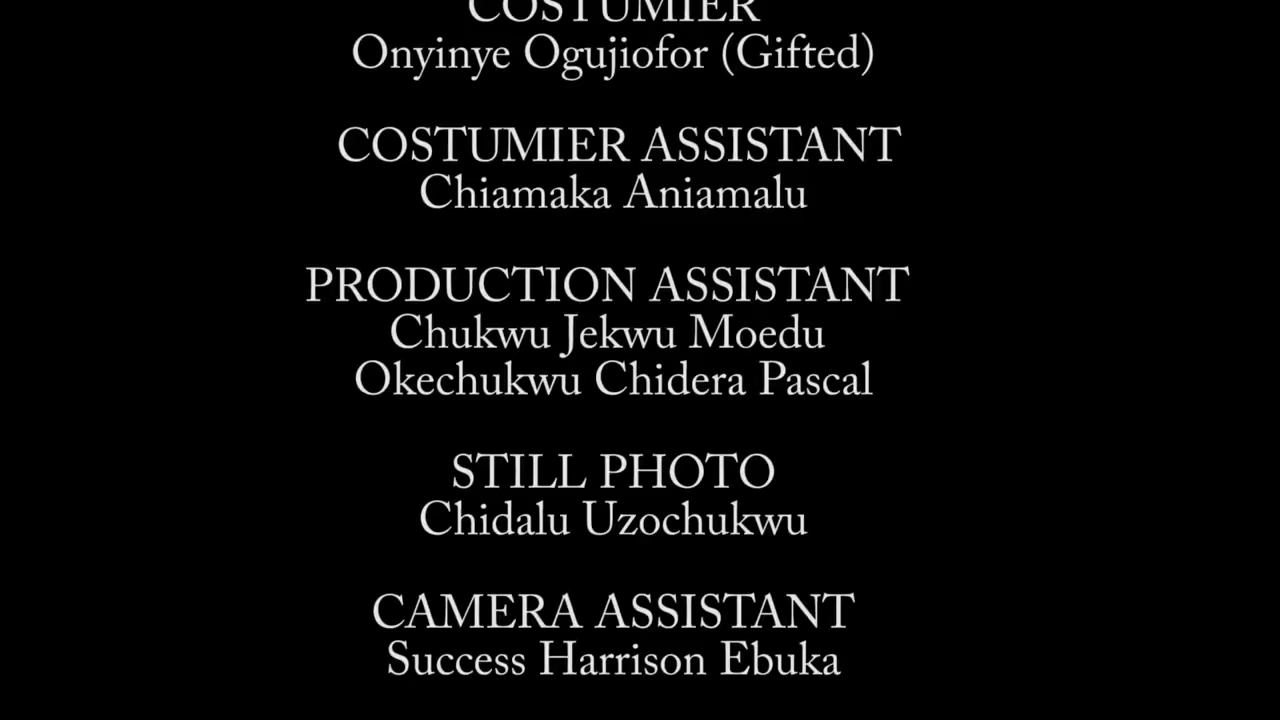 COSTUMIER
Onyinye Ogujiofor (Gifted)
COSTUMIER ASSISTANT
Chiamaka Aniamalu
PRODUCTION ASSISTANT
Chukwu Jekwu Moedu
Okechukwu Chidera Pascal
STILL PHOTO
Chidalu Uzochukwu
CAMERA ASSISTANT
Success Harrison Ebuka